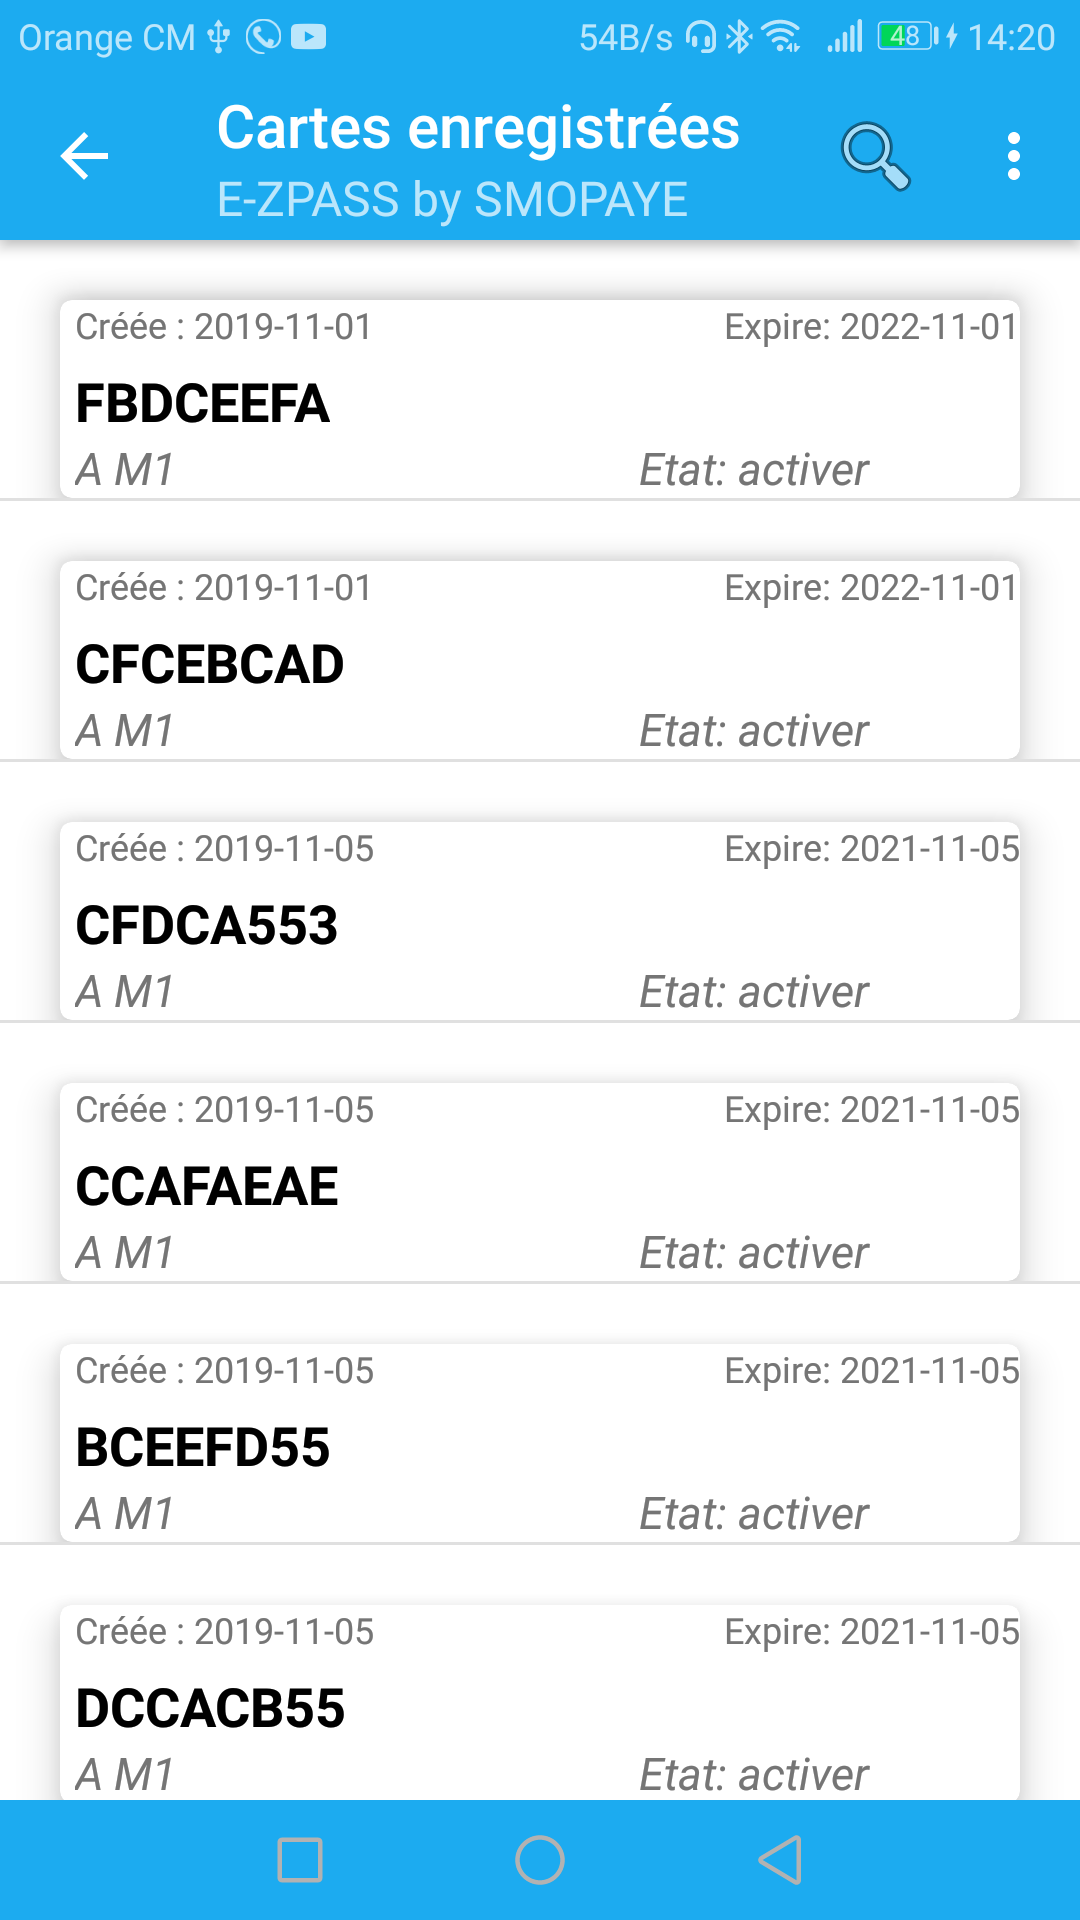 Orange CM 54B/s 48 14:20
Cartes enregistrées
E-ZPASS by SMOPAYE
Créée : 2019-11-01 Expire: 2022-11-01
FBDCEEFA
A M1 Etat: activer
Créée : 2019-11-01 Expire: 2022-11-01
CFCEBCAD
A M1 Etat: activer
Créée : 2019-11-05 Expire: 2021-11-05
CFDCA553
A M1 Etat: activer
Créée : 2019-11-05 Expire: 2021-11-05
CCAFAEAE
A M1 Etat: activer
Créée : 2019-11-05 Expire: 2021-11-05
BCEEFD55
A M1 Etat: activer
Créée : 2019-11-05 Expire: 2021-11-05
DCCACB55
A M1 Etat: activer